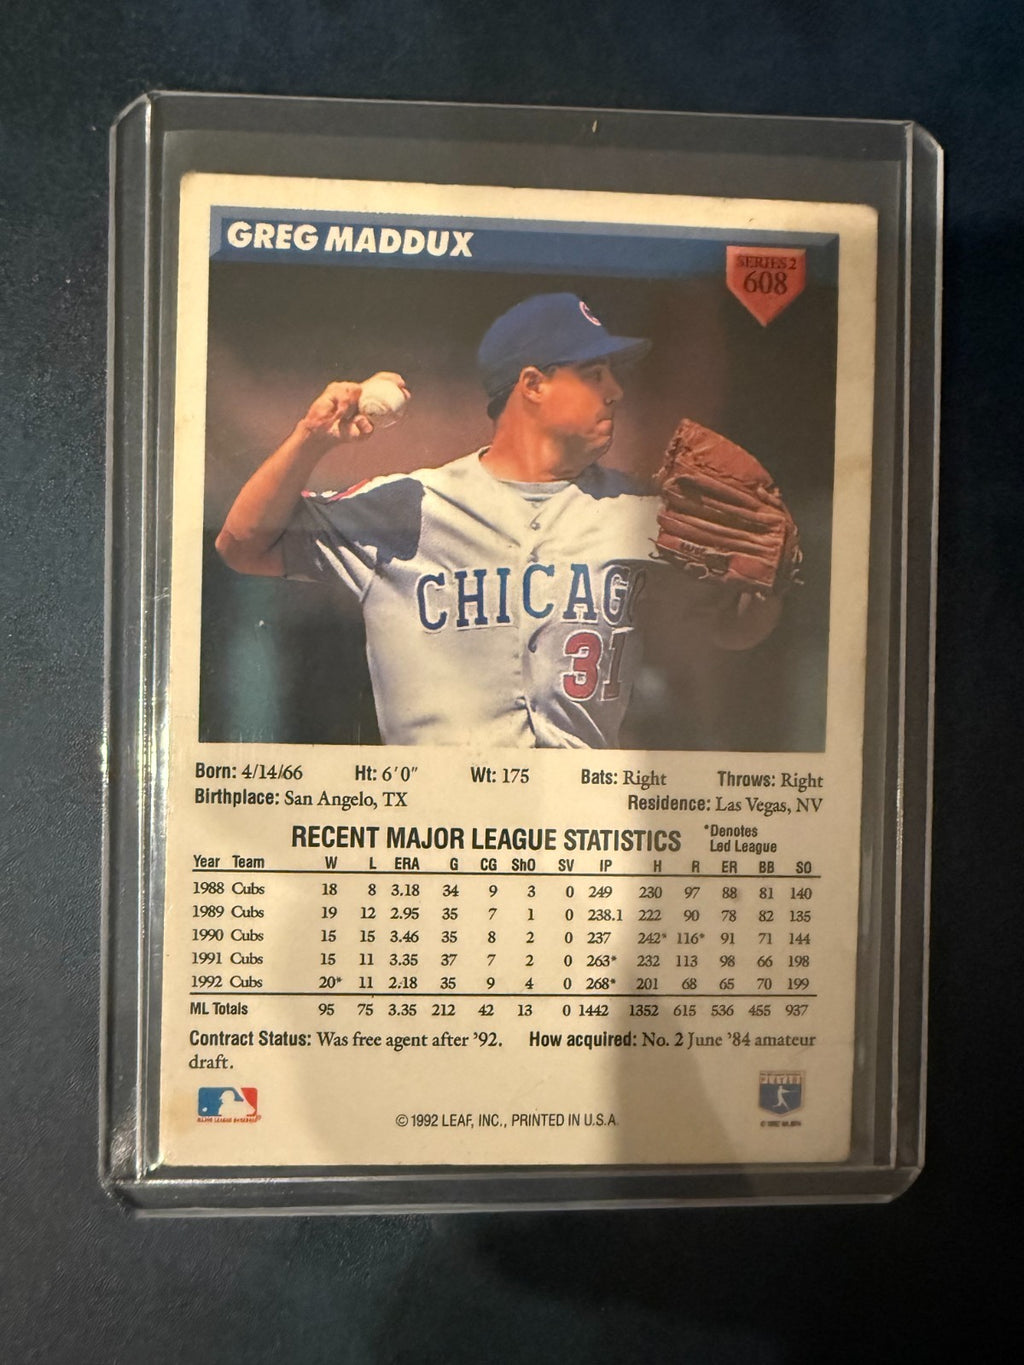 GREG MADDUX
SERIES 2
608
CHICAG
31
Born: 4/14/66 Ht: 6'0" Wt: 175 Bats: Right Throws: Right
Birthplace: San Angelo, TX Residence: Las Vegas, NV
RECENT MAJOR LEAGUE STATISTICS *Denotes Led League
Year Team W L ERA G CG ShO SV IP H R ER BB SO
1988 Cubs 18 8 3.18 34 9 3 0 249 230 97 88 81 140
1989 Cubs 19 12 2.95 35 7 1 0 238.1 222 90 78 82 135
1990 Cubs 15 15 3.46 35 8 2 0 237 242* 116* 91 71 144
1991 Cubs 15 11 3.35 37 7 2 0 263* 232 113 98 66 198
1992 Cubs 20* 11 2.18 35 9 4 0 268* 201 68 65 70 199
ML Totals 95 75 3.35 212 42 13 0 1442 1352 615 536 455 937
Contract Status: Was free agent after '92. How acquired: No. 2 June '84 amateur
draft.
MAJOR LEAGUE BASEBALL
PLAYERS
© 1992 LEAF, INC., PRINTED IN U.S.A.